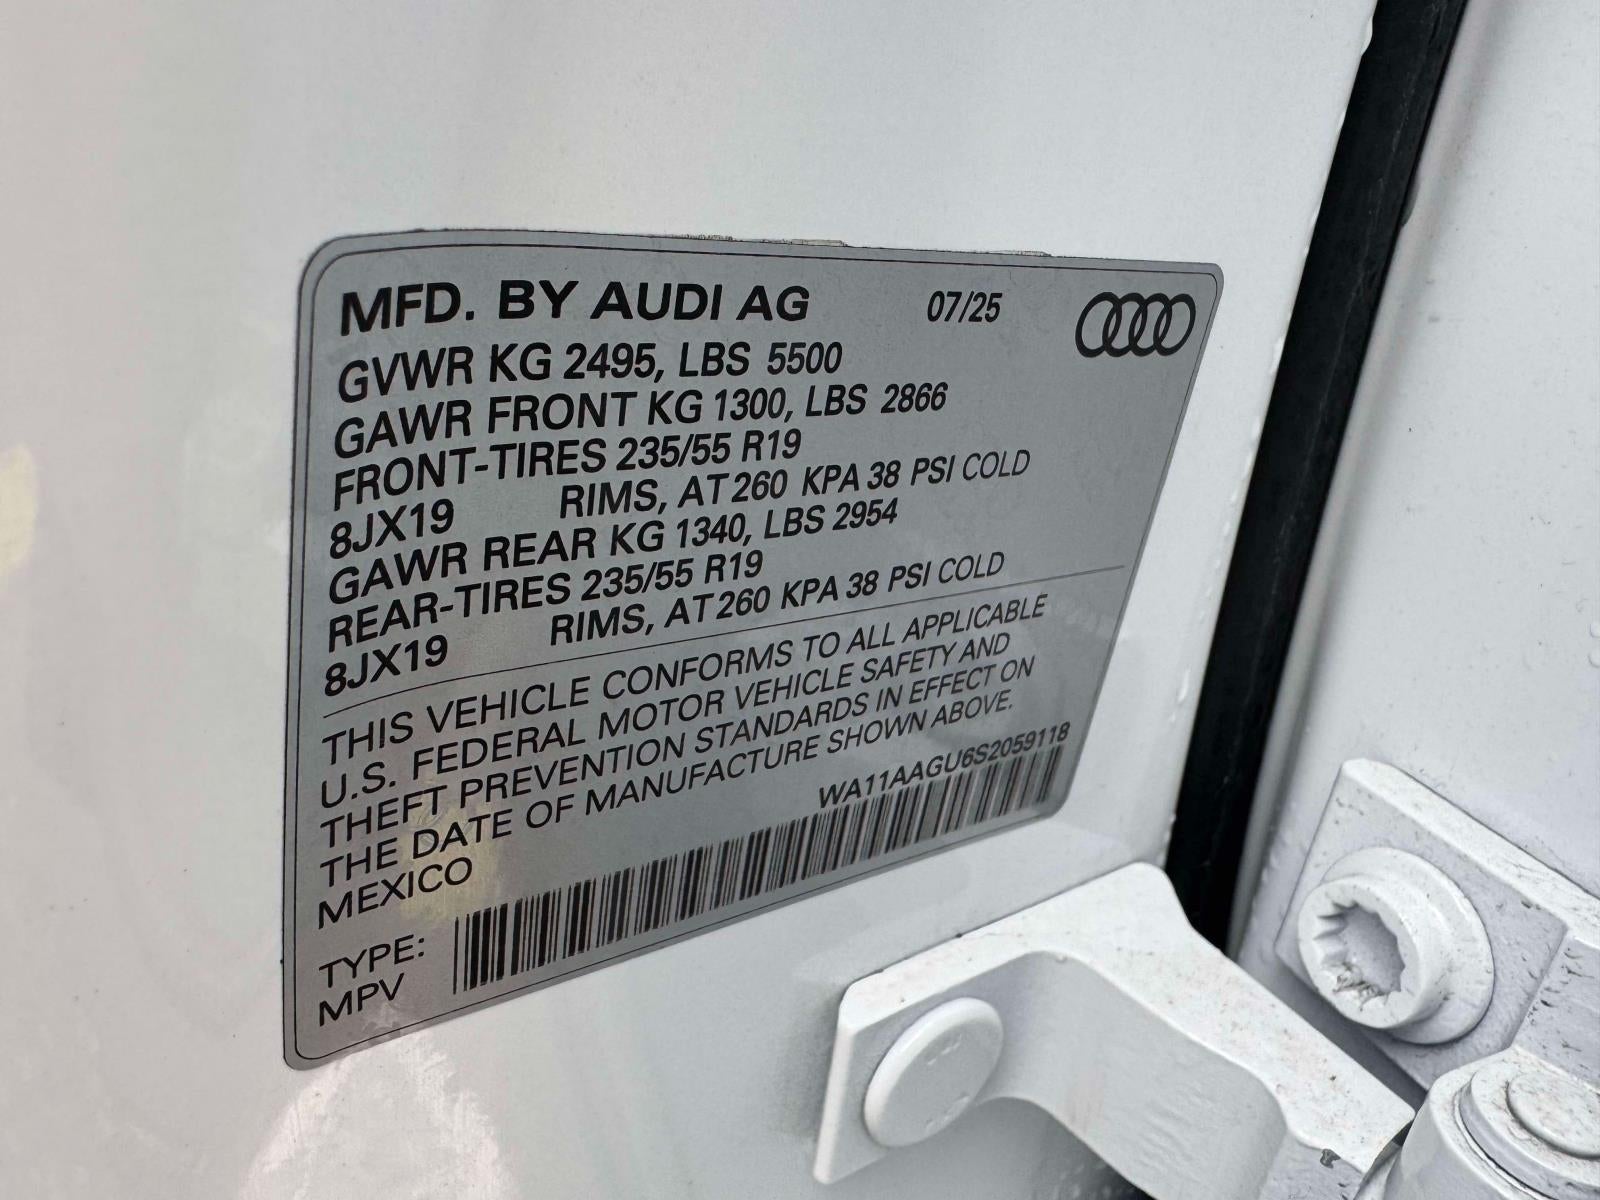 MFD. BY AUDI AG 07/25
GVWR KG 2495, LBS 5500
GAWR FRONT KG 1300, LBS 2866
FRONT-TIRES 235/55 R19
8JX19 RIMS, AT 260 KPA 38 PSI COLD
GAWR REAR KG 1340, LBS 2954
REAR-TIRES 235/55 R19
8JX19 RIMS, AT 260 KPA 38 PSI COLD
THIS VEHICLE CONFORMS TO ALL APPLICABLE
U.S. FEDERAL MOTOR VEHICLE SAFETY AND
THEFT PREVENTION STANDARDS IN EFFECT ON
THE DATE OF MANUFACTURE SHOWN ABOVE.
MEXICO WA11AAGU6S2059118
TYPE:
MPV